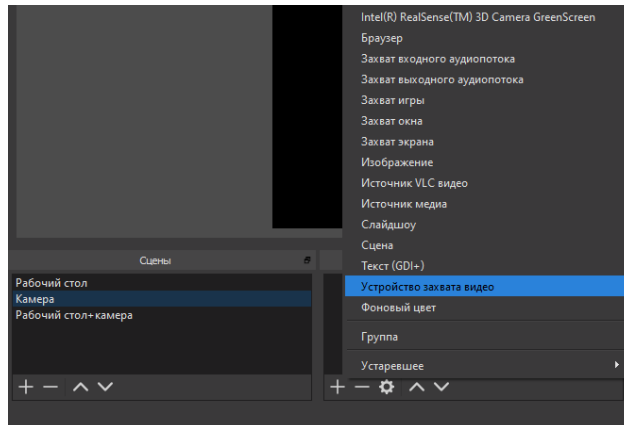 Intel(R) RealSense(TM) 3D Camera GreenScreen
Браузер
Захват входного аудиопотока
Захват выходного аудиопотока
Захват игры
Захват окна
Захват экрана
Изображение
Источник VLC видео
Источник медиа
Слайдшоу
Сцена
Текст (GDI+)
Устройство захвата видео
Фоновый цвет
Группа
Устаревшее
Сцены
Рабочий стол
Камера
Рабочий стол+камера